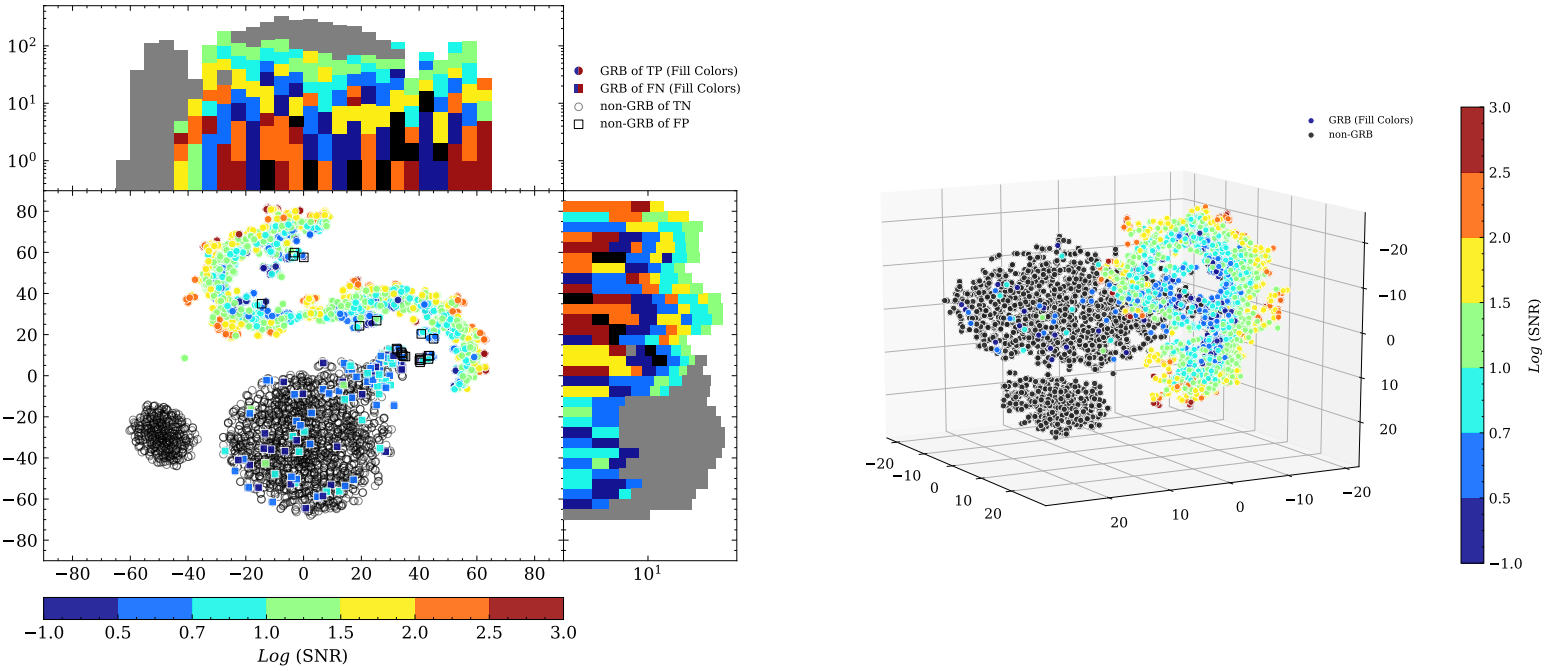 10²
10¹
10⁰
GRB of TP (Fill Colors)
GRB of FN (Fill Colors)
non-GRB of TN
non-GRB of FP
80
60
40
20
0
−20
−40
−60
−80
−80 −60 −40 −20 0 20 40 60 80
10¹
−1.0 0.5 0.7 1.0 1.5 2.0 2.5 3.0
Log (SNR)
GRB (Fill Colors)
non-GRB
−20
−10
0
10
20
−20 −10 0 10 20
20 10 0 −10 −20
3.0
2.5
2.0
1.5
1.0
0.7
0.5
−1.0
Log (SNR)